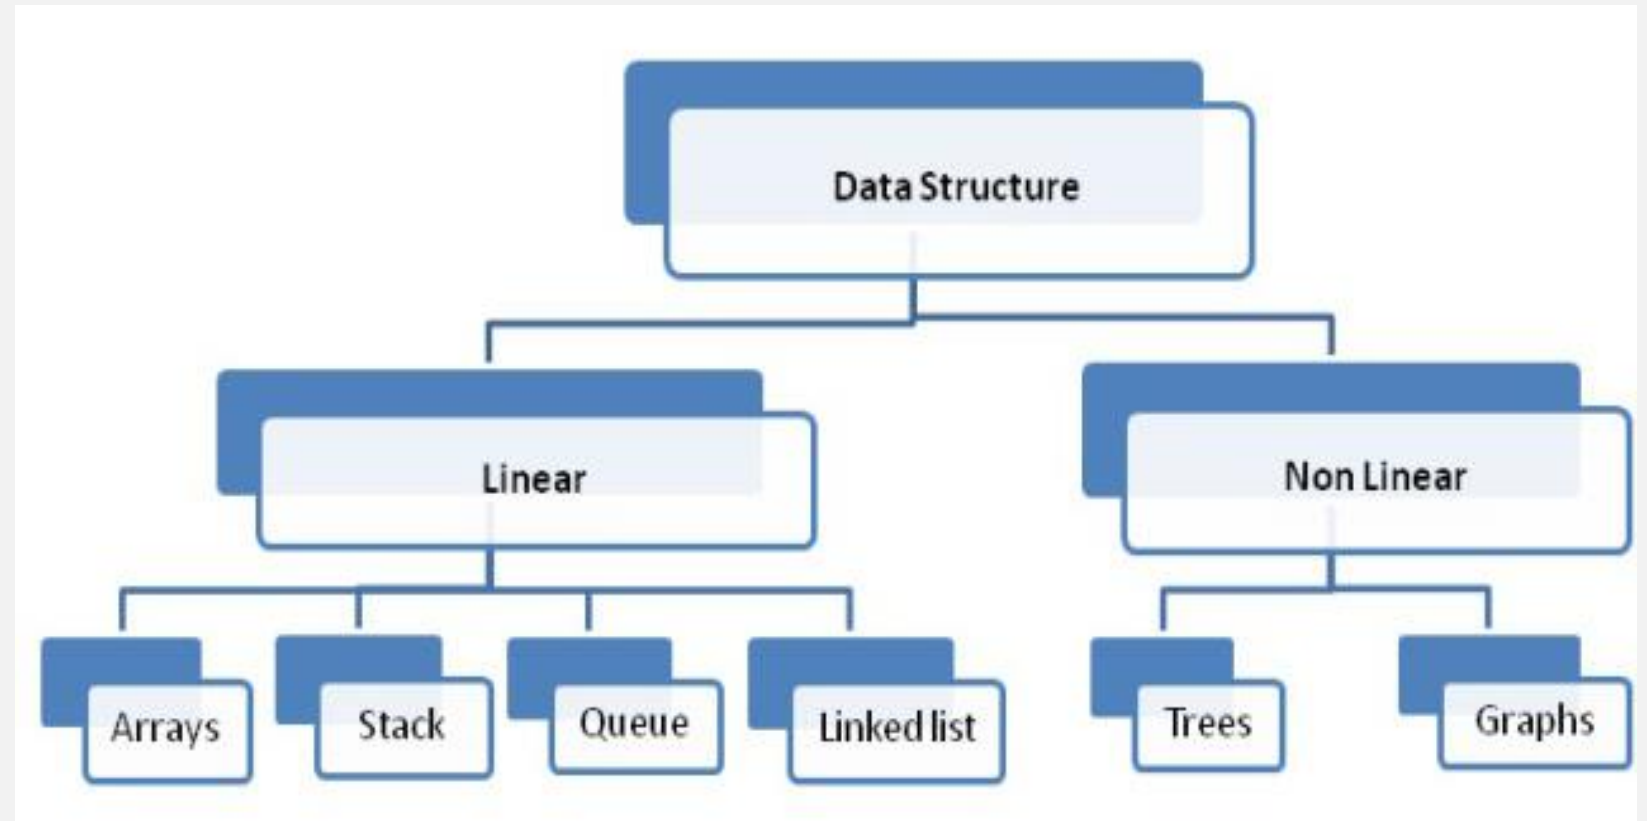 Data Structure
Linear
Non Linear
Arrays
Stack
Queue
Linked list
Trees
Graphs